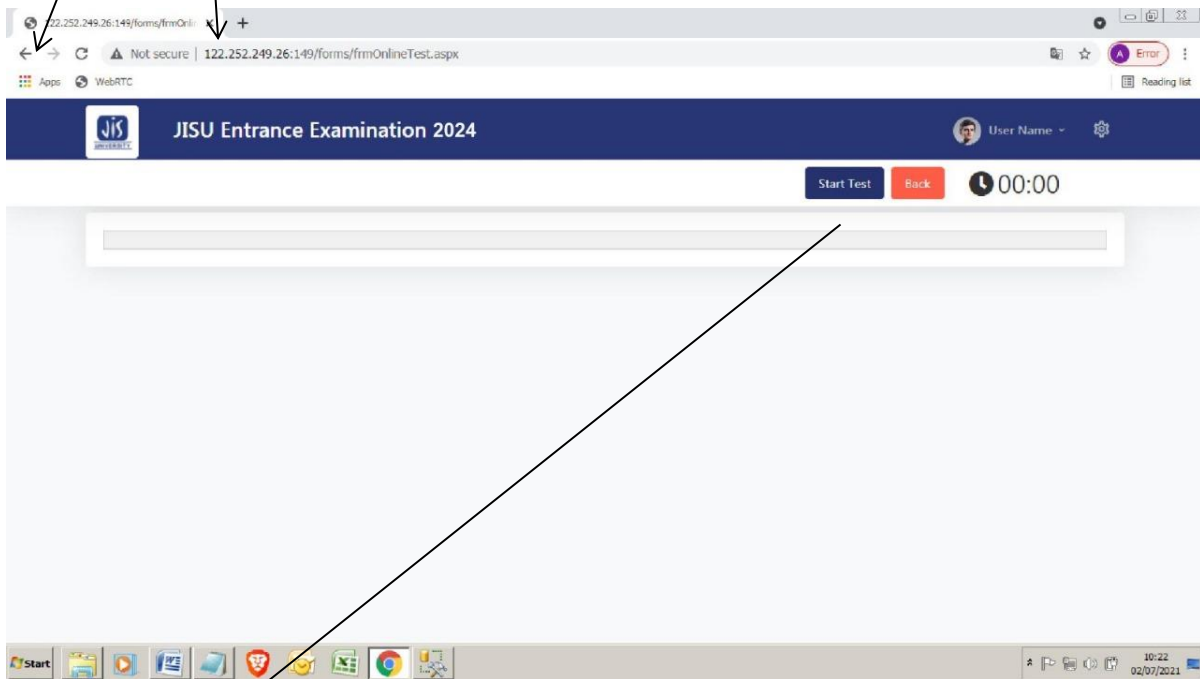 122.252.249.26:149/forms/frmOnli
Not secure | 122.252.249.26:149/forms/frmOnlineTest.aspx
Error
Apps WebRTC
Reading list
JIS
JISU Entrance Examination 2024
User Name
Start Test Back 00:00
Start
10:22
02/07/2021